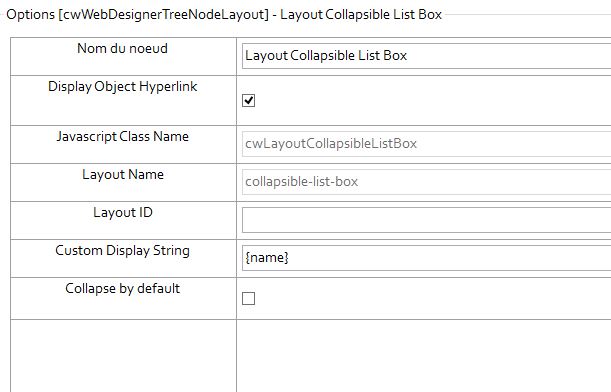 Options [cwWebDesignerTreeNodeLayout] - Layout Collapsible List Box
Nom du noeud
Layout Collapsible List Box
Display Object Hyperlink
Javascript Class Name
cwLayoutCollapsibleListBox
Layout Name
collapsible-list-box
Layout ID
Custom Display String
{name}
Collapse by default